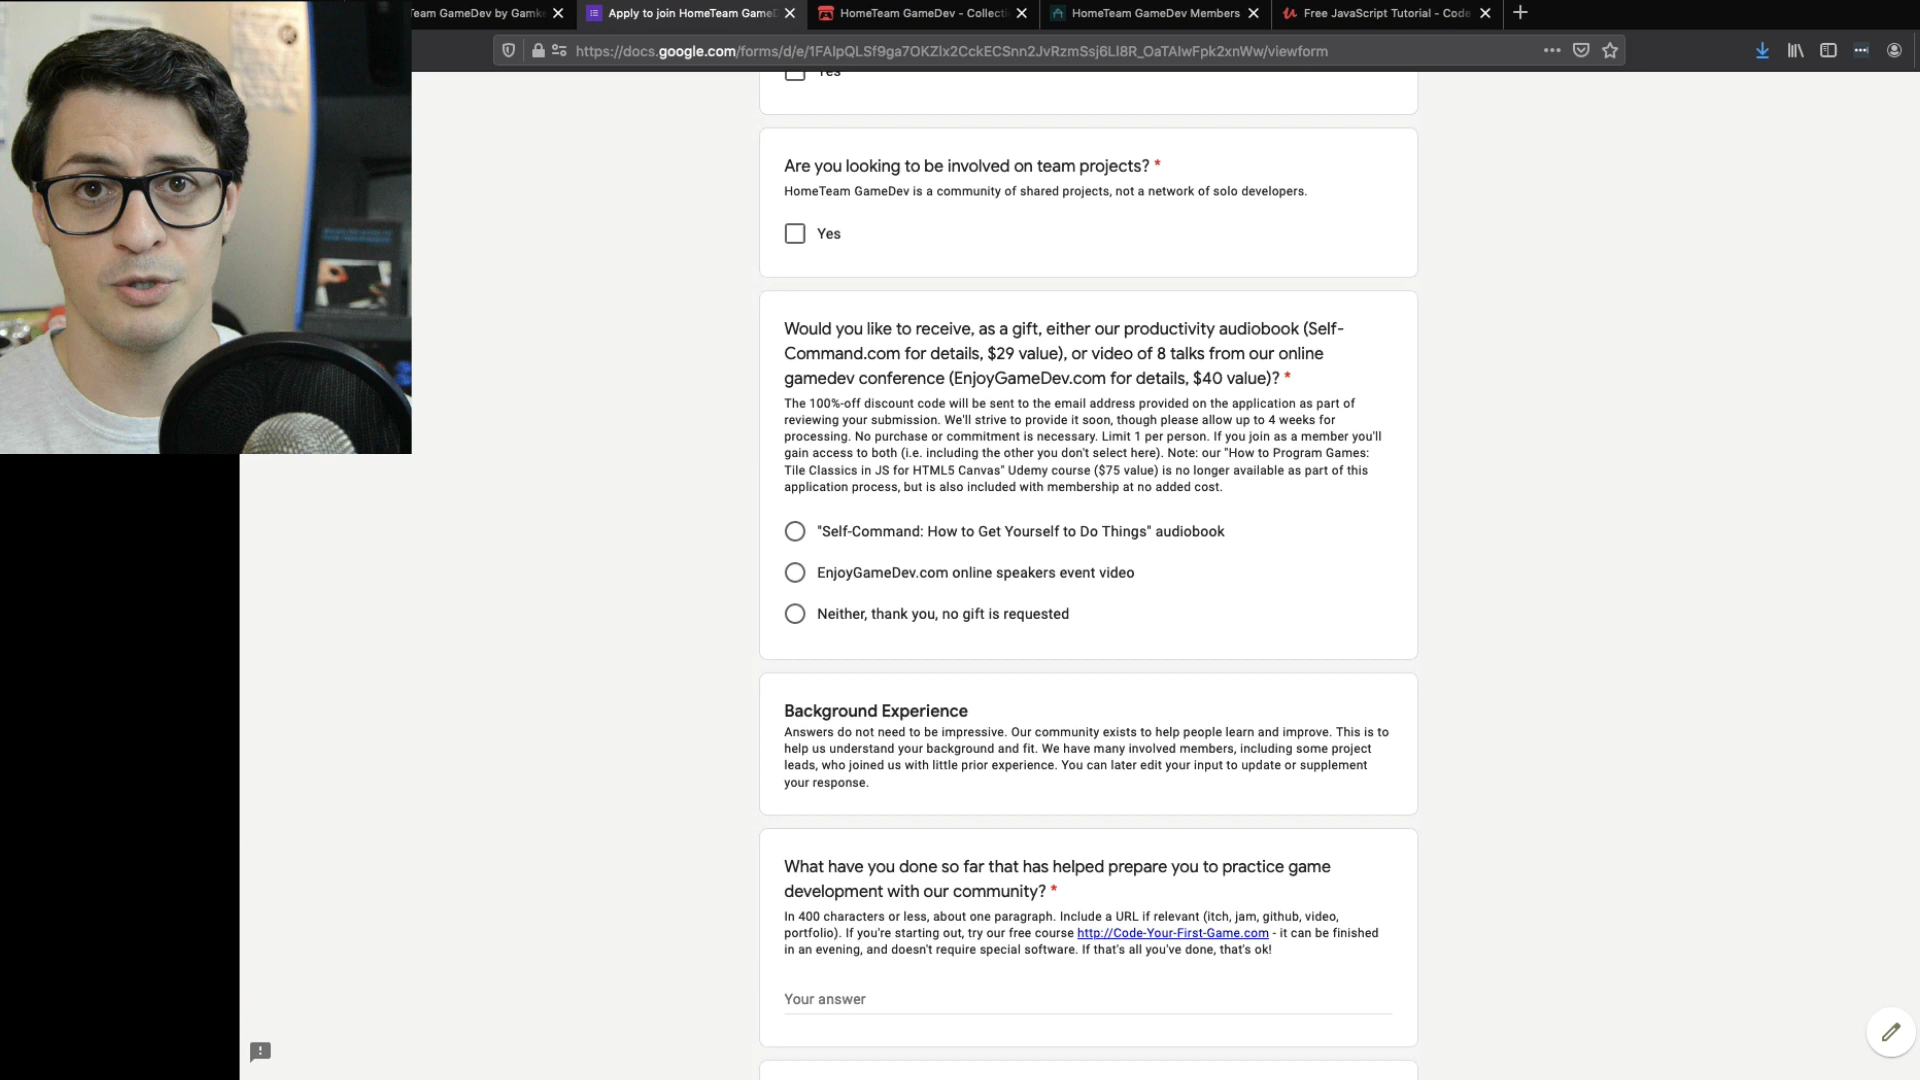 Team GameDev by Gamk
Apply to join HomeTeam GameD
HomeTeam GameDev - Collecti
HomeTeam GameDev Members
Free JavaScript Tutorial - Code
https://docs.google.com/forms/d/e/1FAIpQLSf9ga7OKZIx2CckECSnn2JvRzmSsj6LI8R_OaTAIwFpk2xnWw/viewform
Yes
Are you looking to be involved on team projects? *
HomeTeam GameDev is a community of shared projects, not a network of solo developers.
Yes
Would you like to receive, as a gift, either our productivity audiobook (Self-
Command.com for details, $29 value), or video of 8 talks from our online
gamedev conference (EnjoyGameDev.com for details, $40 value)? *
The 100%-off discount code will be sent to the email address provided on the application as part of
reviewing your submission. We'll strive to provide it soon, though please allow up to 4 weeks for
processing. No purchase or commitment is necessary. Limit 1 per person. If you join as a member you'll
gain access to both (i.e. including the other you don't select here). Note: our "How to Program Games:
Tile Classics in JS for HTML5 Canvas" Udemy course ($75 value) is no longer available as part of this
application process, but is also included with membership at no added cost.
"Self-Command: How to Get Yourself to Do Things" audiobook
EnjoyGameDev.com online speakers event video
Neither, thank you, no gift is requested
Background Experience
Answers do not need to be impressive. Our community exists to help people learn and improve. This is to
help us understand your background and fit. We have many involved members, including some project
leads, who joined us with little prior experience. You can later edit your input to update or supplement
your response.
What have you done so far that has helped prepare you to practice game
development with our community? *
In 400 characters or less, about one paragraph. Include a URL if relevant (itch, jam, github, video,
portfolio). If you're starting out, try our free course http://Code-Your-First-Game.com - it can be finished
in an evening, and doesn't require special software. If that's all you've done, that's ok!
Your answer